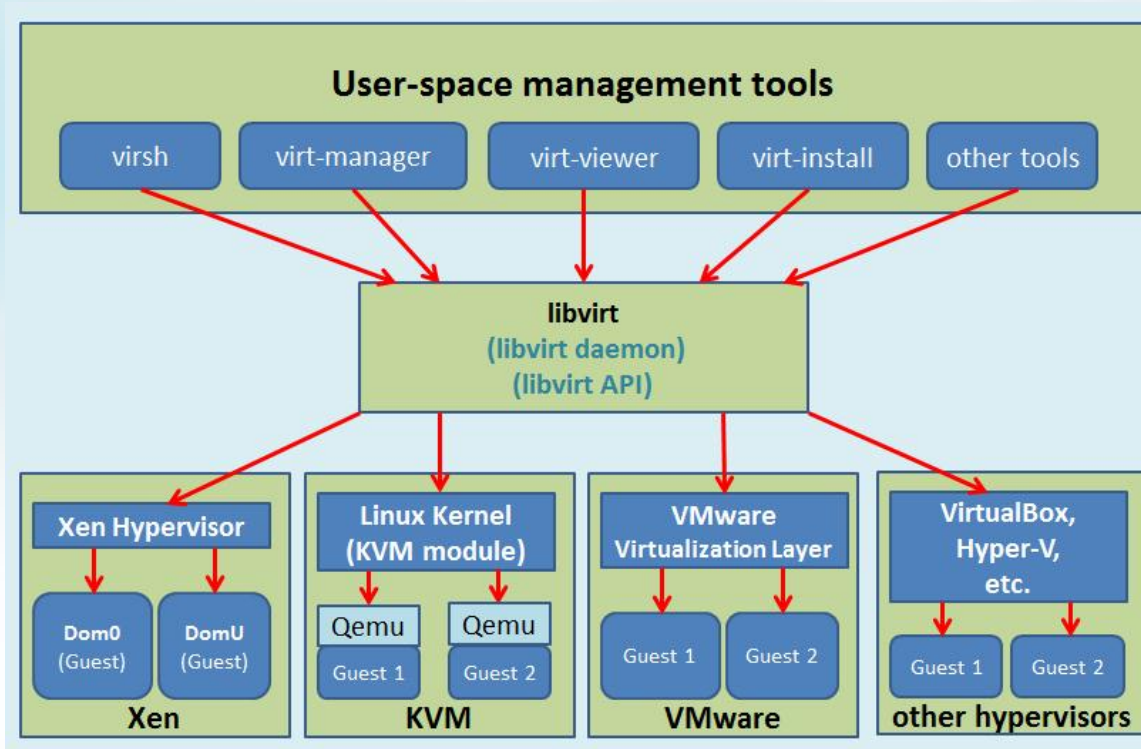 User-space management tools
virsh
virt-manager
virt-viewer
virt-install
other tools
libvirt
(libvirt daemon)
(libvirt API)
Xen Hypervisor
Dom0
(Guest)
DomU
(Guest)
Xen
Linux Kernel
(KVM module)
Qemu
Guest 1
Qemu
Guest 2
KVM
VMware
Virtualization Layer
Guest 1
Guest 2
VMware
VirtualBox,
Hyper-V,
etc.
Guest 1
Guest 2
other hypervisors